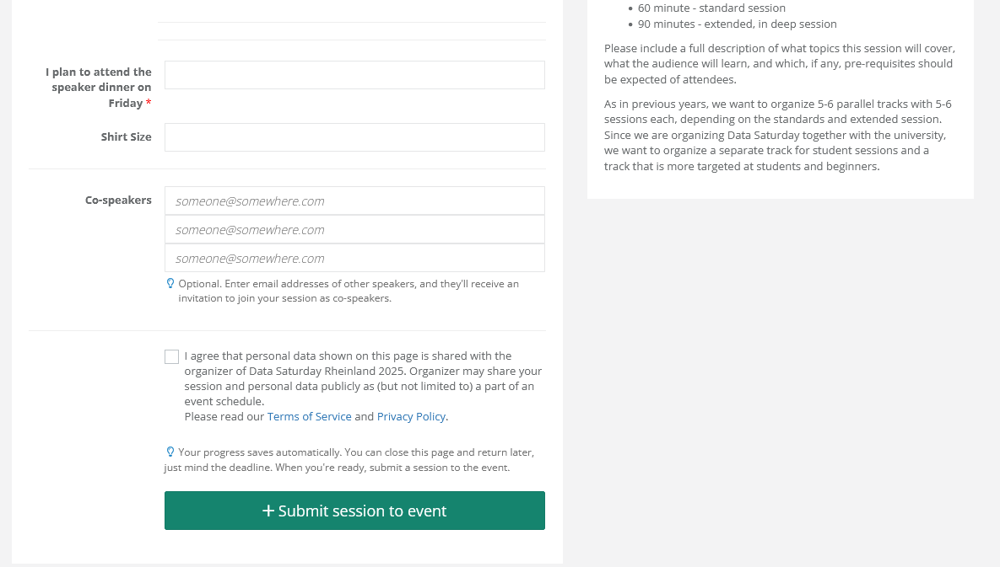 I plan to attend the
speaker dinner on
Friday *
Shirt Size
Co-speakers
someone@somewhere.com
someone@somewhere.com
someone@somewhere.com
Optional. Enter email addresses of other speakers, and they'll receive an
invitation to join your session as co-speakers.
I agree that personal data shown on this page is shared with the
organizer of Data Saturday Rheinland 2025. Organizer may share your
session and personal data publicly as (but not limited to) a part of an
event schedule.
Please read our Terms of Service and Privacy Policy.
Your progress saves automatically. You can close this page and return later,
just mind the deadline. When you're ready, submit a session to the event.
+ Submit session to event
• 60 minute - standard session
• 90 minutes - extended, in deep session
Please include a full description of what topics this session will cover,
what the audience will learn, and which, if any, pre-requisites should
be expected of attendees.
As in previous years, we want to organize 5-6 parallel tracks with 5-6
sessions each, depending on the standards and extended session.
Since we are organizing Data Saturday together with the university,
we want to organize a separate track for student sessions and a
track that is more targeted at students and beginners.